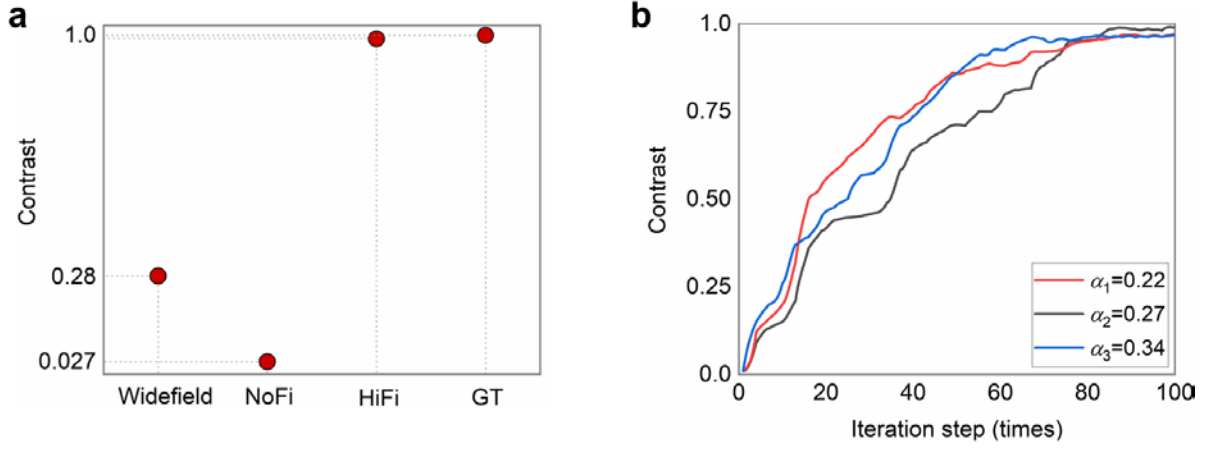 a
Contrast
1.0
0.28
0.027
Widefield NoFi HiFi GT
b
Contrast
1.0
0.75
0.50
0.25
0.0
0 20 40 60 80 100
Iteration step (times)
α₁=0.22
α₂=0.27
α₃=0.34